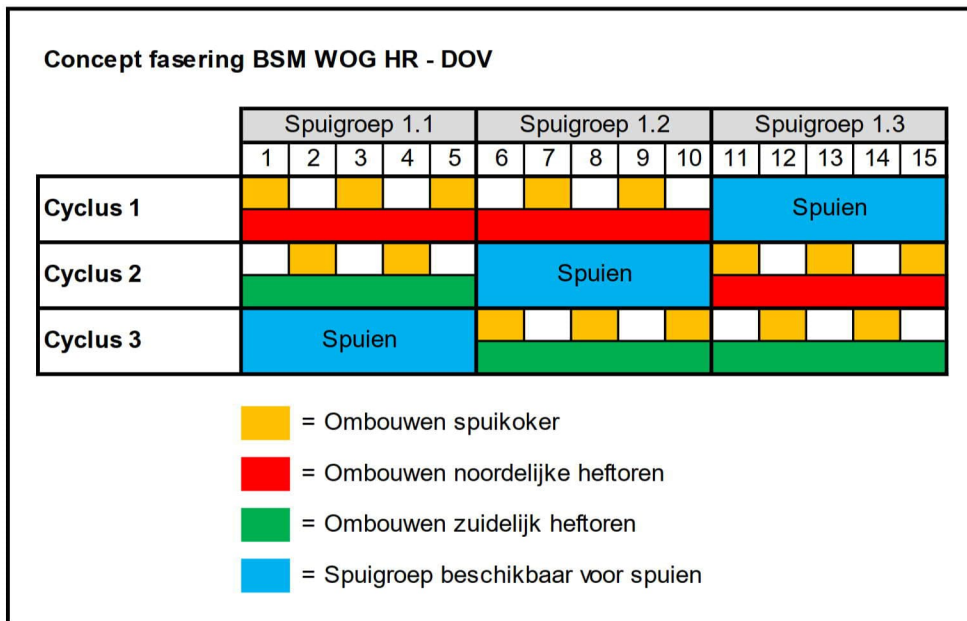 Concept fasering BSM WOG HR - DOV
Spuigroep 1.1 Spuigroep 1.2 Spuigroep 1.3
1 2 3 4 5 6 7 8 9 10 11 12 13 14 15
Cyclus 1 Spuien
Cyclus 2 Spuien
Cyclus 3 Spuien
= Ombouwen spuikoker
= Ombouwen noordelijke heftoren
= Ombouwen zuidelijk heftoren
= Spuigroep beschikbaar voor spuien